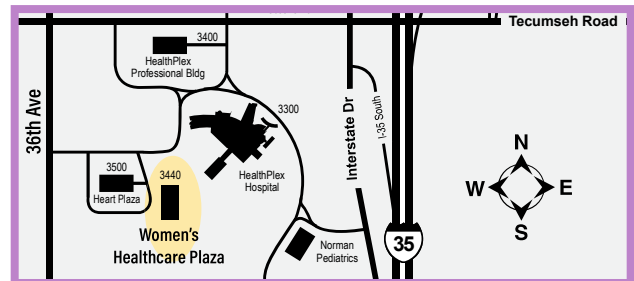 Tecumseh Road
3400
HealthPlex
Professional Bldg
36th Ave
3300
Interstate Dr
I-35 South
N
W
E
S
3500
Heart Plaza
3440
HealthPlex
Hospital
Women's
Healthcare Plaza
Norman
Pediatrics
35